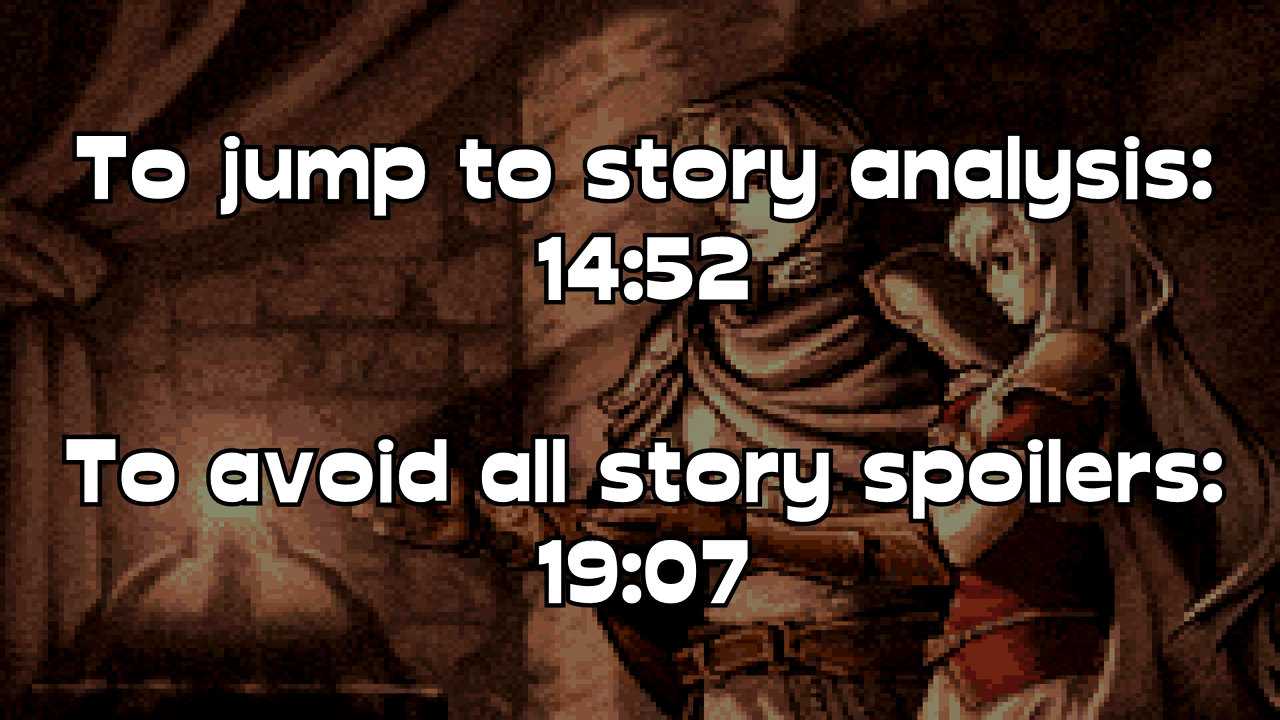 To jump to story analysis:
14:52
To avoid all story spoilers:
19:07